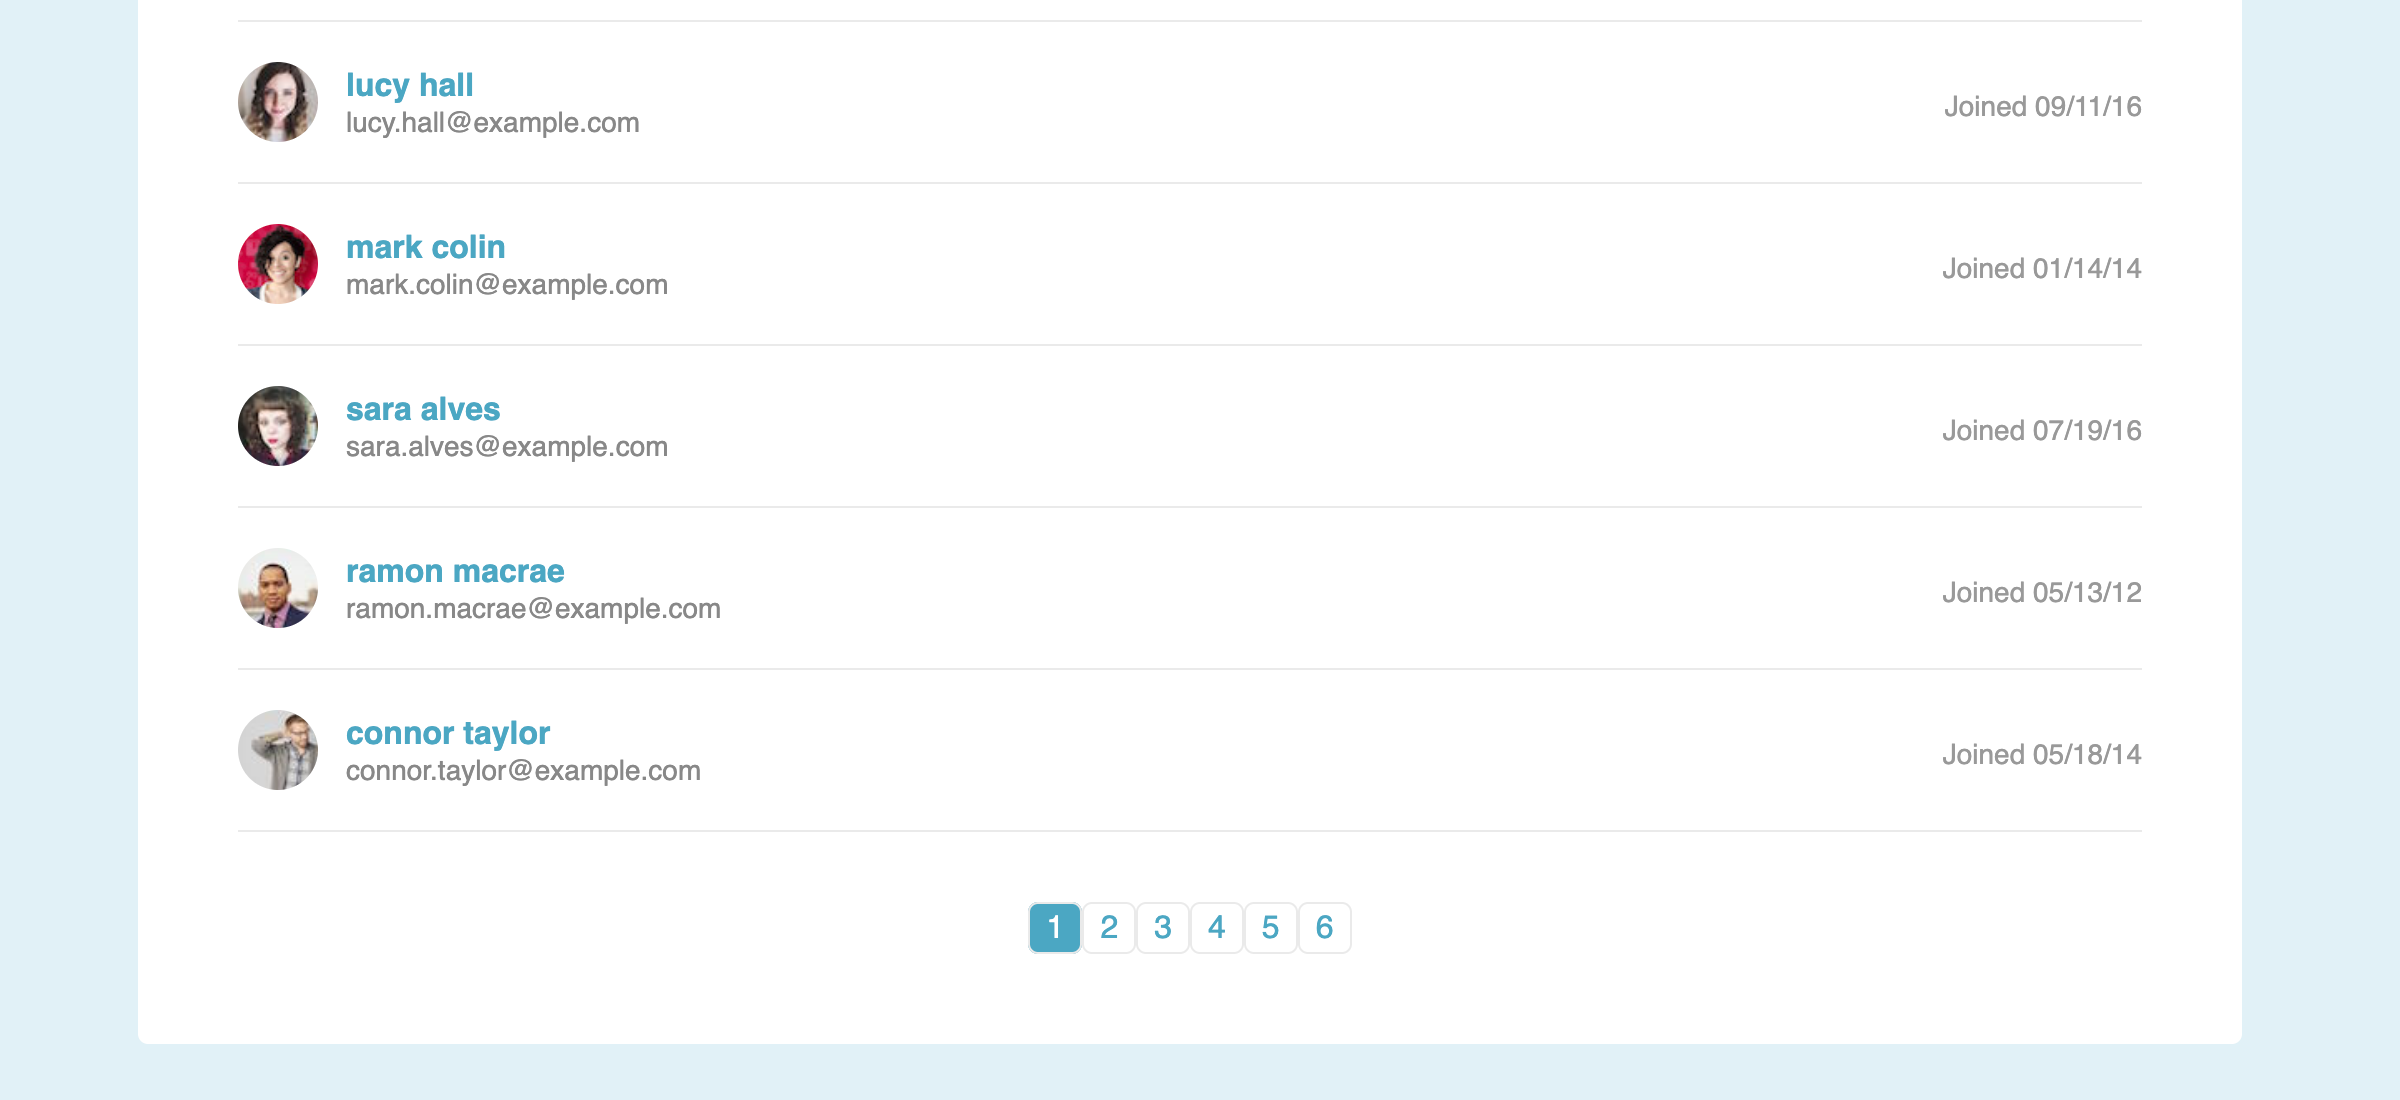 lucy hall
lucy.hall@example.com
Joined 09/11/16
mark colin
mark.colin@example.com
Joined 01/14/14
sara alves
sara.alves@example.com
Joined 07/19/16
ramon macrae
ramon.macrae@example.com
Joined 05/13/12
connor taylor
connor.taylor@example.com
Joined 05/18/14
1 2 3 4 5 6